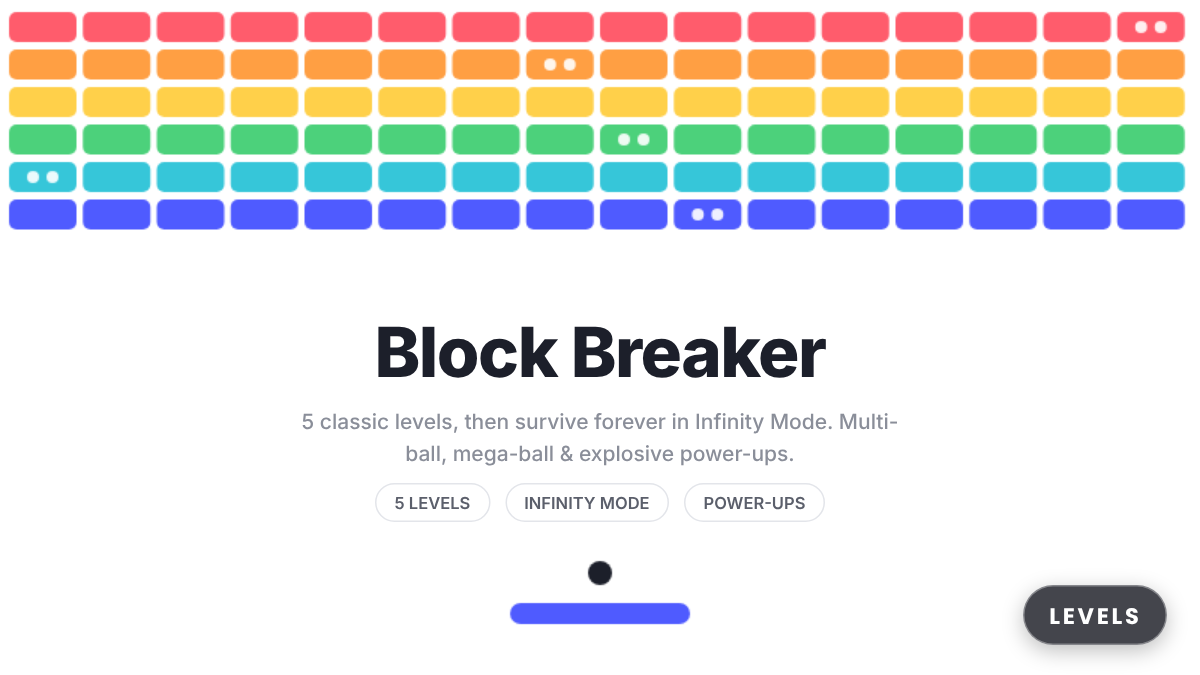 Block Breaker
5 classic levels, then survive forever in Infinity Mode. Multi-
ball, mega-ball & explosive power-ups.
5 LEVELS
INFINITY MODE
POWER-UPS
LEVELS